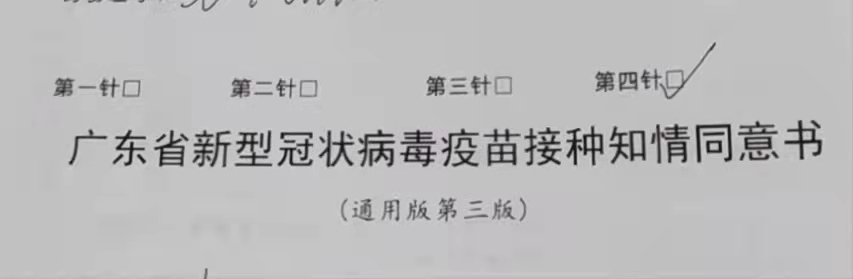 第一针□ 第二针□ 第三针□ 第四针☑
广东省新型冠状病毒疫苗接种知情同意书
(通用版第三版)